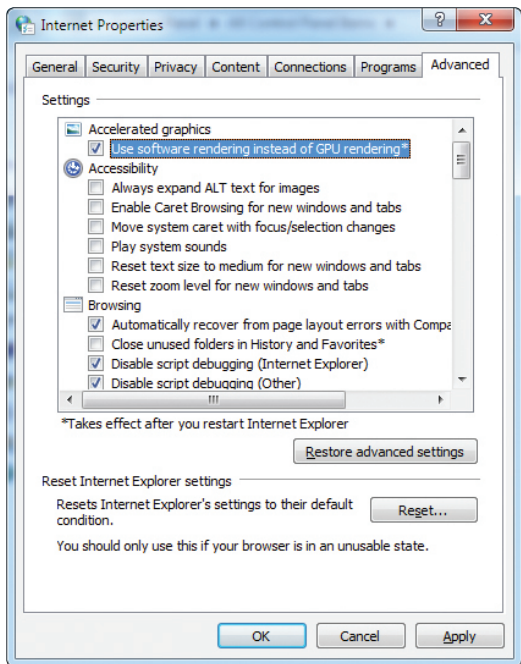 Internet Properties
General Security Privacy Content Connections Programs Advanced
Settings
Accelerated graphics
Use software rendering instead of GPU rendering*
Accessibility
Always expand ALT text for images
Enable Caret Browsing for new windows and tabs
Move system caret with focus/selection changes
Play system sounds
Reset text size to medium for new windows and tabs
Reset zoom level for new windows and tabs
Browsing
Automatically recover from page layout errors with Compa
Close unused folders in History and Favorites*
Disable script debugging (Internet Explorer)
Disable script debugging (Other)
*Takes effect after you restart Internet Explorer
Restore advanced settings
Reset Internet Explorer settings
Resets Internet Explorer's settings to their default
condition.
Reset...
You should only use this if your browser is in an unusable state.
OK Cancel Apply